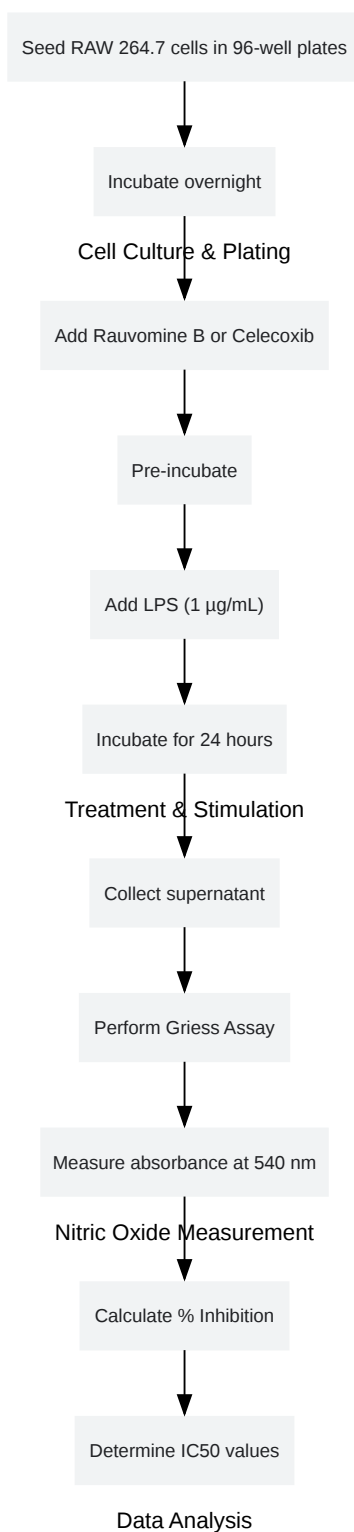 Seed RAW 264.7 cells in 96-well plates
Incubate overnight
Cell Culture & Plating
Add Rauvomine B or Celecoxib
Pre-incubate
Add LPS (1 µg/mL)
Incubate for 24 hours
Treatment & Stimulation
Collect supernatant
Perform Griess Assay
Measure absorbance at 540 nm
Nitric Oxide Measurement
Calculate % Inhibition
Determine IC50 values
Data Analysis